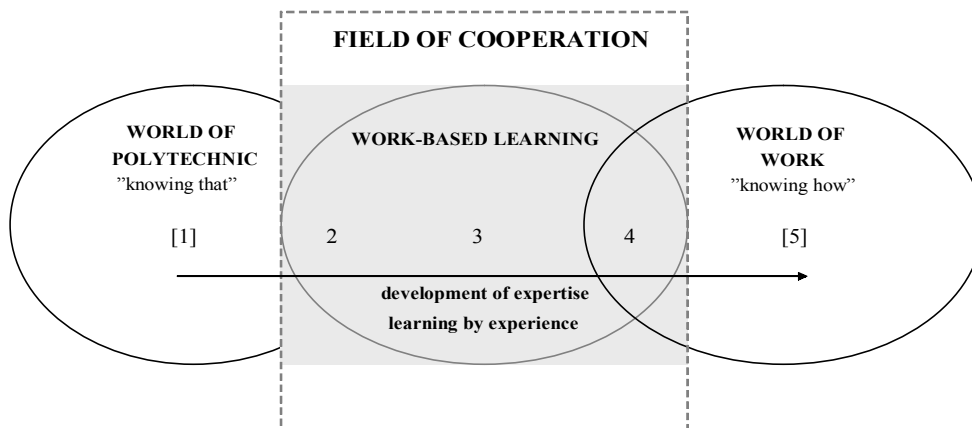 FIELD OF COOPERATION
WORLD OF
POLYTECHNIC
”knowing that”
WORK-BASED LEARNING
WORLD OF
WORK
”knowing how”
[1]
2
3
4
[5]
development of expertise
learning by experience